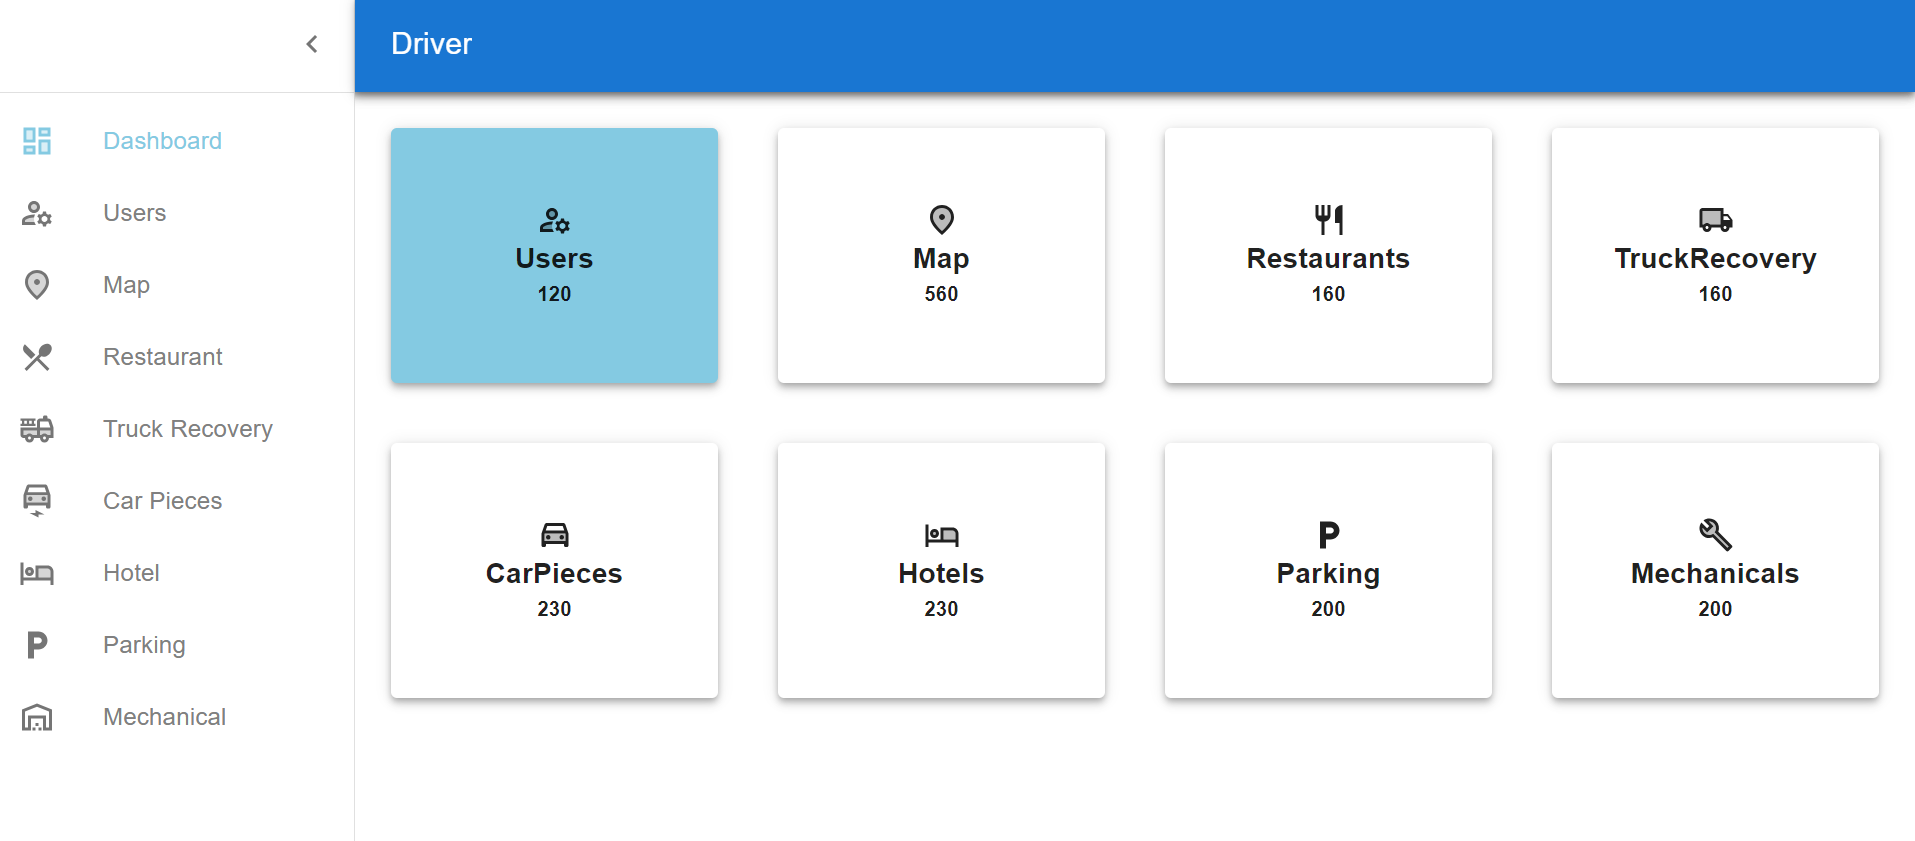 Driver
Dashboard
Users
Map
Restaurant
Truck Recovery
Car Pieces
Hotel
Parking
Mechanical
Users
120
Map
560
Restaurants
160
TruckRecovery
160
CarPieces
230
Hotels
230
P
Parking
200
Mechanicals
200